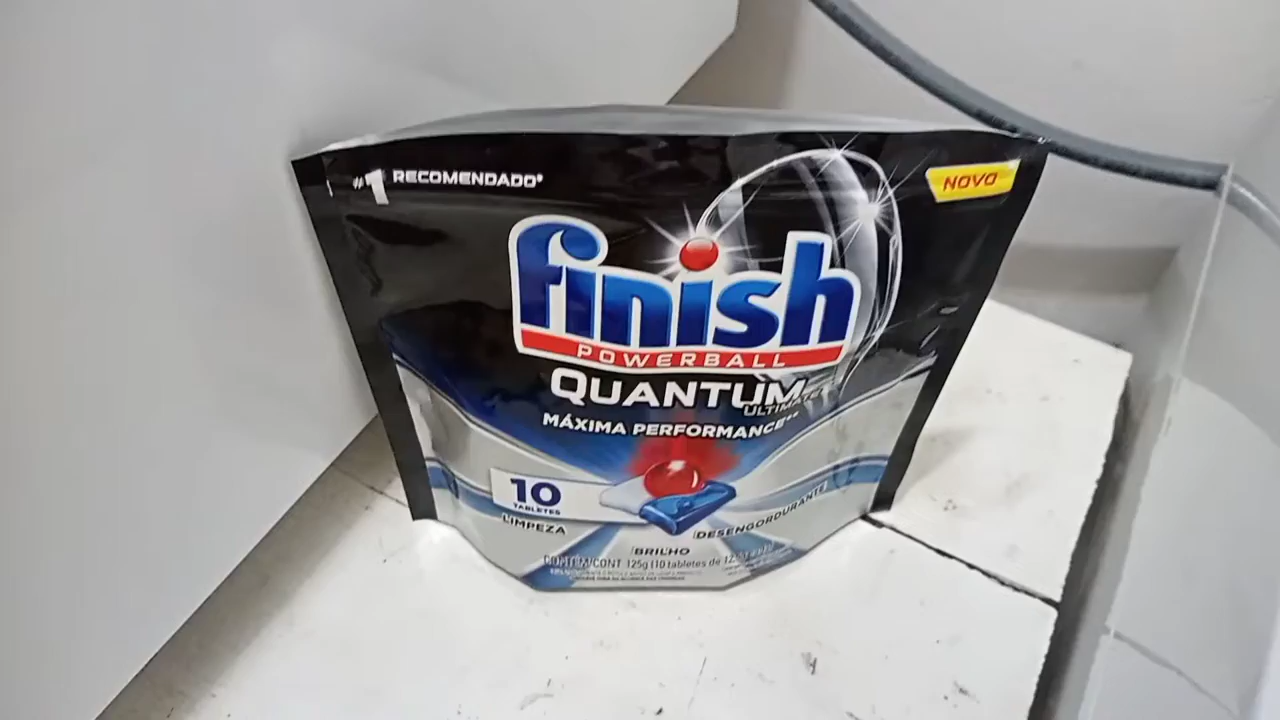 #1 RECOMENDADO*
NOVO
finish
POWERBALL
QUANTUM
ULTIMATE
MÁXIMA PERFORMANCE**
10
TABLETES
LIMPEZA
BRILHO
DESENGORDURANTE
CONTÉM/CONT 125g (10 tabletes de